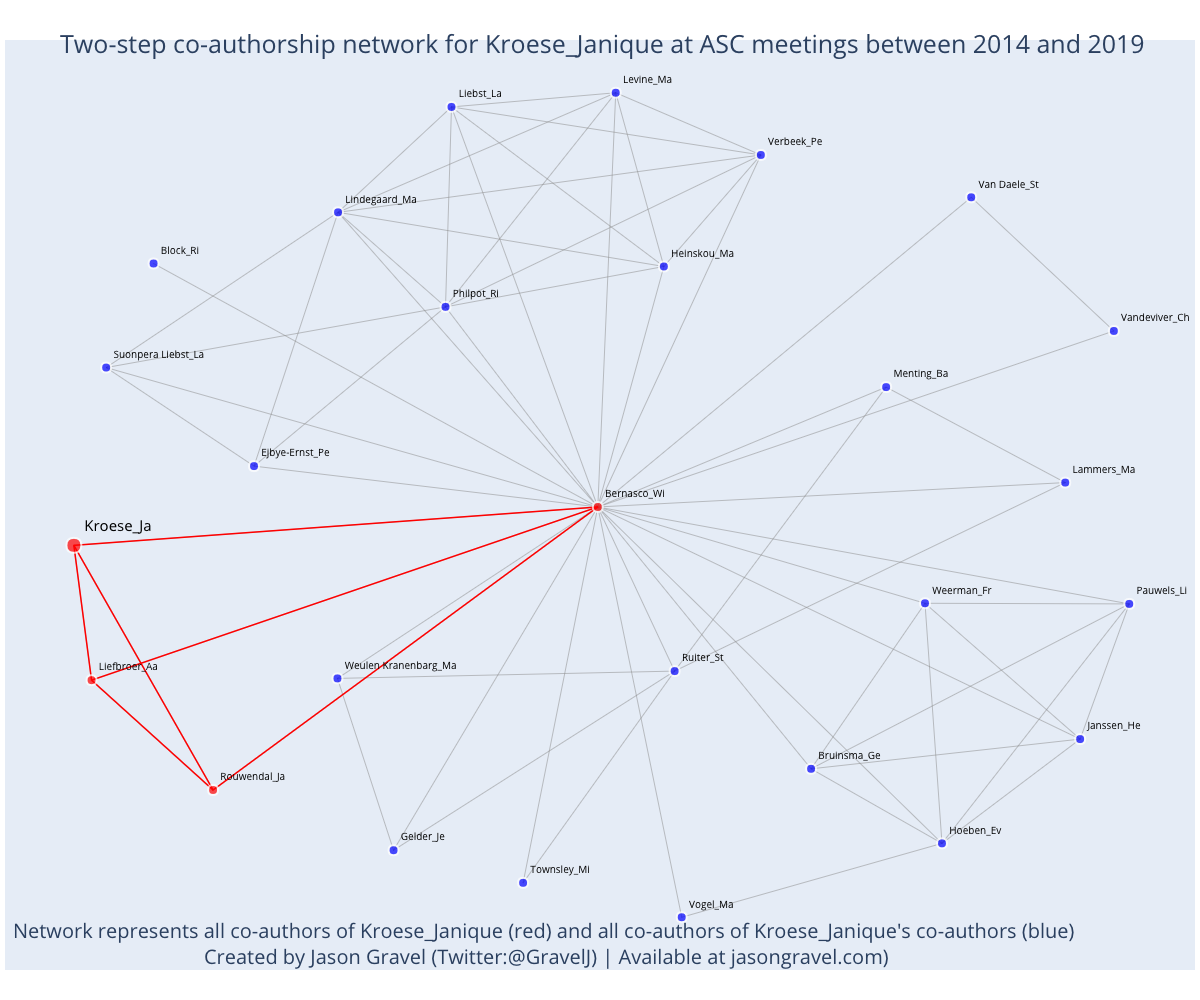 Two-step co-authorship network for Kroese_Janique at ASC meetings between 2014 and 2019
Levine_Ma
Liebst_La
Verbeek_Pe
Van Daele_St
Lindegaard_Ma
Block_Ri
Heinskou_Ma
Philpot_Ri
Vandeviver_Ch
Suonpera Liebst_La
Menting_Ba
Ejbye-Ernst_Pe
Lammers_Ma
Bernasco_Wi
Kroese_Ja
Weerman_Fr
Pauwels_Li
Ruiter_St
Liefbroer_Aa
Weulen Kranenbarg_Ma
Janssen_He
Bruinsma_Ge
Rouwendal_Ja
Hoeben_Ev
Gelder_Je
Townsley_Mi
Vogel_Ma
Network represents all co-authors of Kroese_Janique (red) and all co-authors of Kroese_Janique's co-authors (blue)
Created by Jason Gravel (Twitter:@GravelJ) | Available at jasongravel.com)